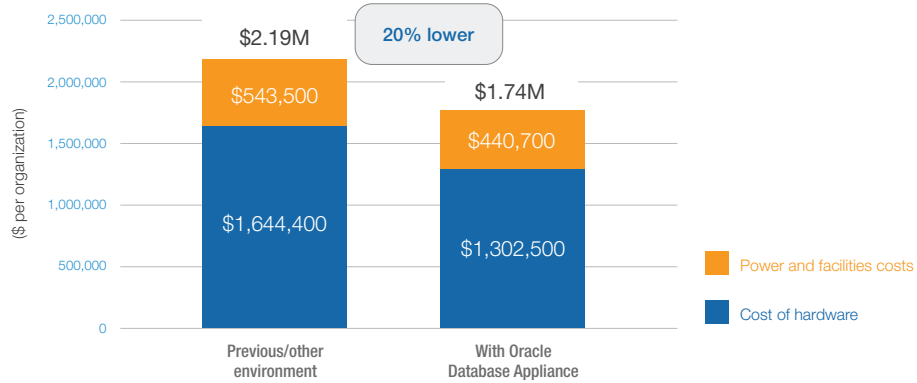 ($ per organization)
2,500,000
2,000,000
1,500,000
1,000,000
500,000
0
20% lower
$2.19M
$543,500
$1,644,400
$1.74M
$440,700
$1,302,500
Previous/other
environment
With Oracle
Database Appliance
Power and facilities costs
Cost of hardware